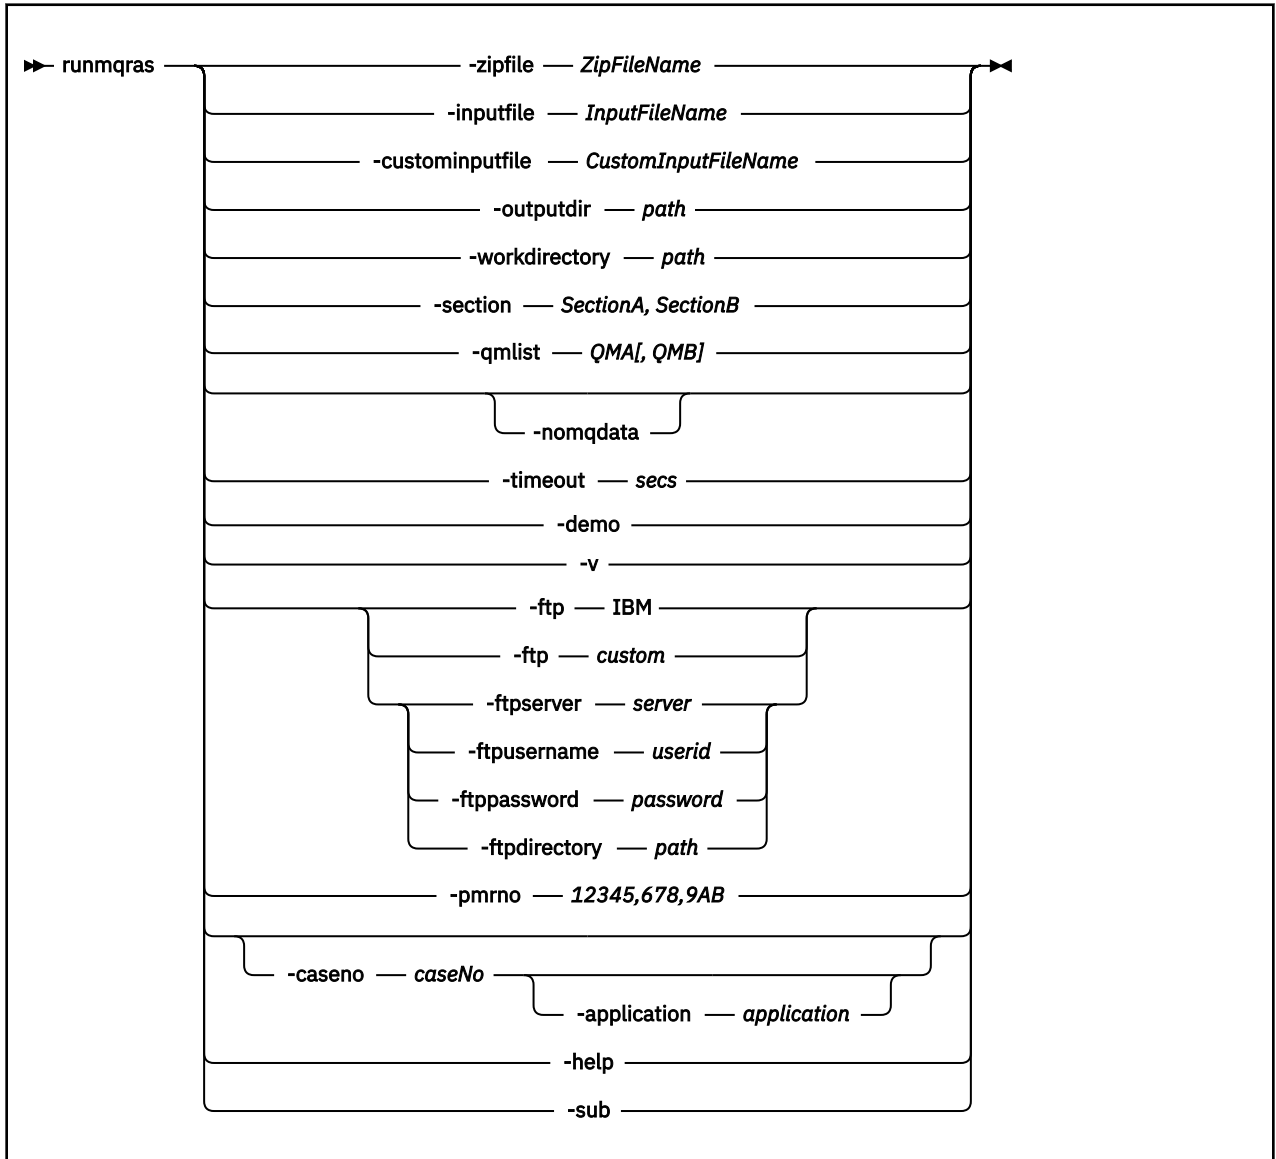 runmqras -zipfile ZipFileName
-inputfile InputFileName
-custominputfile CustomInputFileName
-outputdir path
-workdirectory path
-section SectionA, SectionB
-qmlist QMA[, QMB]
-nomqdata
-timeout secs
-demo
-v
-ftp IBM
-ftp custom
-ftpserver server
-ftpusername userid
-ftppassword password
-ftpdirectory path
-pmrno 12345,678,9AB
-caseno caseNo
-application application
-help
-sub